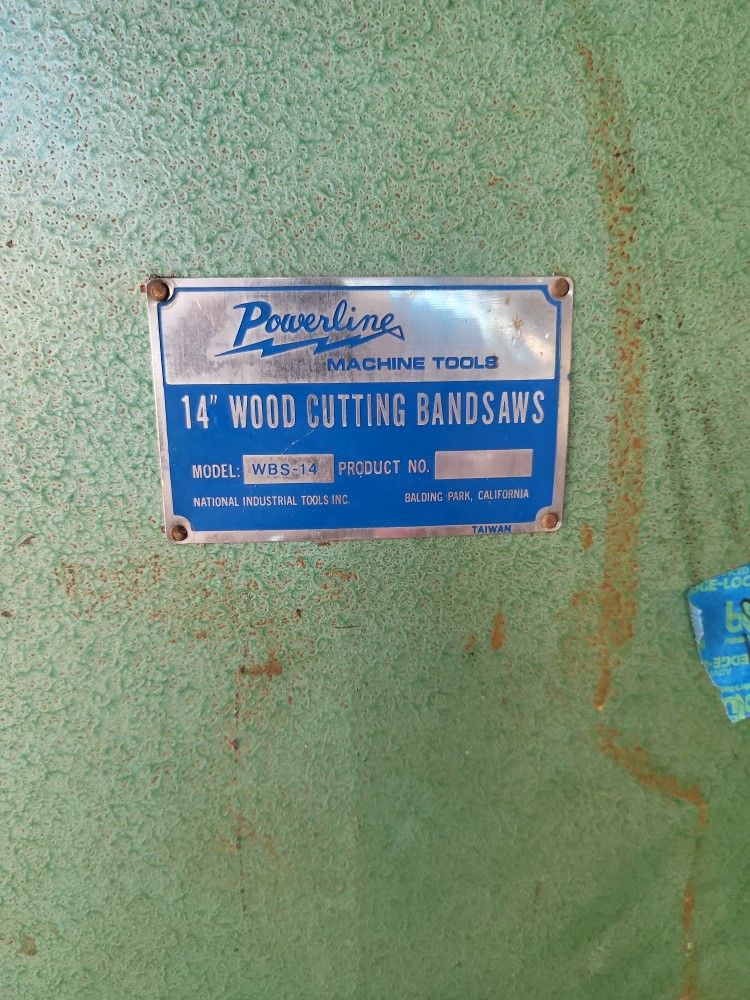 Powerline
MACHINE TOOLS
14" WOOD CUTTING BANDSAWS
MODEL: WBS-14 PRODUCT NO.
NATIONAL INDUSTRIAL TOOLS INC. BALDING PARK, CALIFORNIA
TAIWAN
EDGE